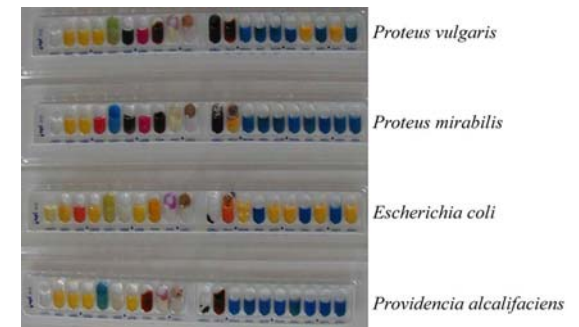 Proteus vulgaris
Proteus mirabilis
Escherichia coli
Providencia alcalifaciens